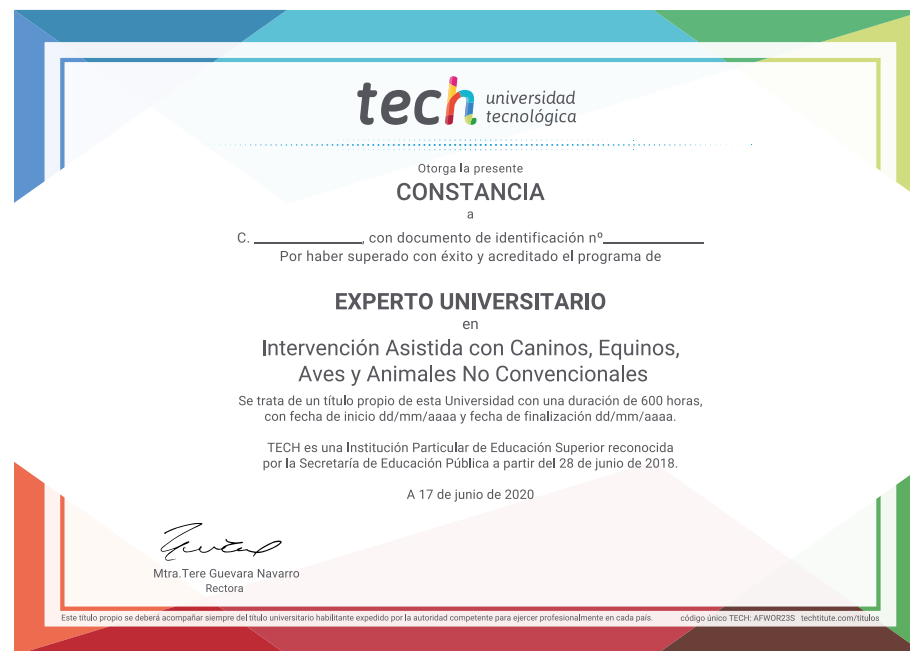 tech universidad
tecnológica
Otorga la presente
CONSTANCIA
a
C. ____________, con documento de identificación nº____________
Por haber superado con éxito y acreditado el programa de
EXPERTO UNIVERSITARIO
en
Intervención Asistida con Caninos, Equinos,
Aves y Animales No Convencionales
Se trata de un título propio de esta Universidad con una duración de 600 horas,
con fecha de inicio dd/mm/aaaa y fecha de finalización dd/mm/aaaa.
TECH es una Institución Particular de Educación Superior reconocida
por la Secretaría de Educación Pública a partir del 28 de junio de 2018.
A 17 de junio de 2020
Mtra.Tere Guevara Navarro
Rectora
Este título propio se deberá acompañar siempre del título universitario habilitante expedido por la autoridad competente para ejercer profesionalmente en cada país. código único TECH: AFWOR23S techtitute.com/titulos